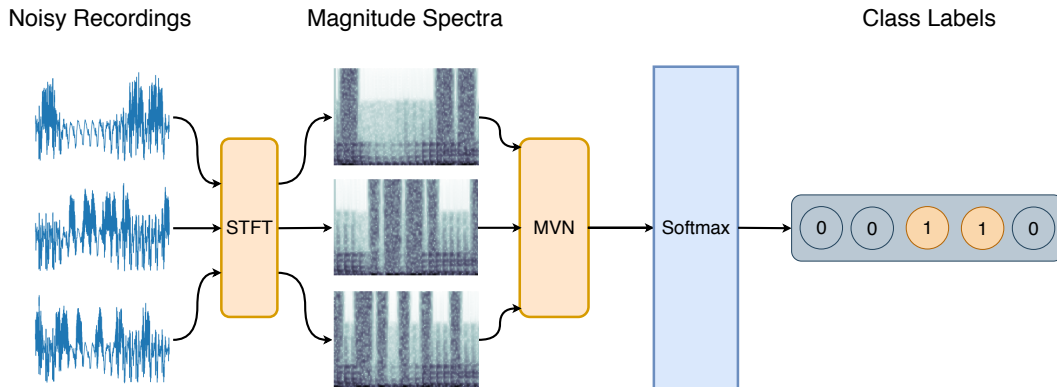 Noisy Recordings
Magnitude Spectra
Class Labels
STFT
MVN
Softmax
0 0 1 1 0